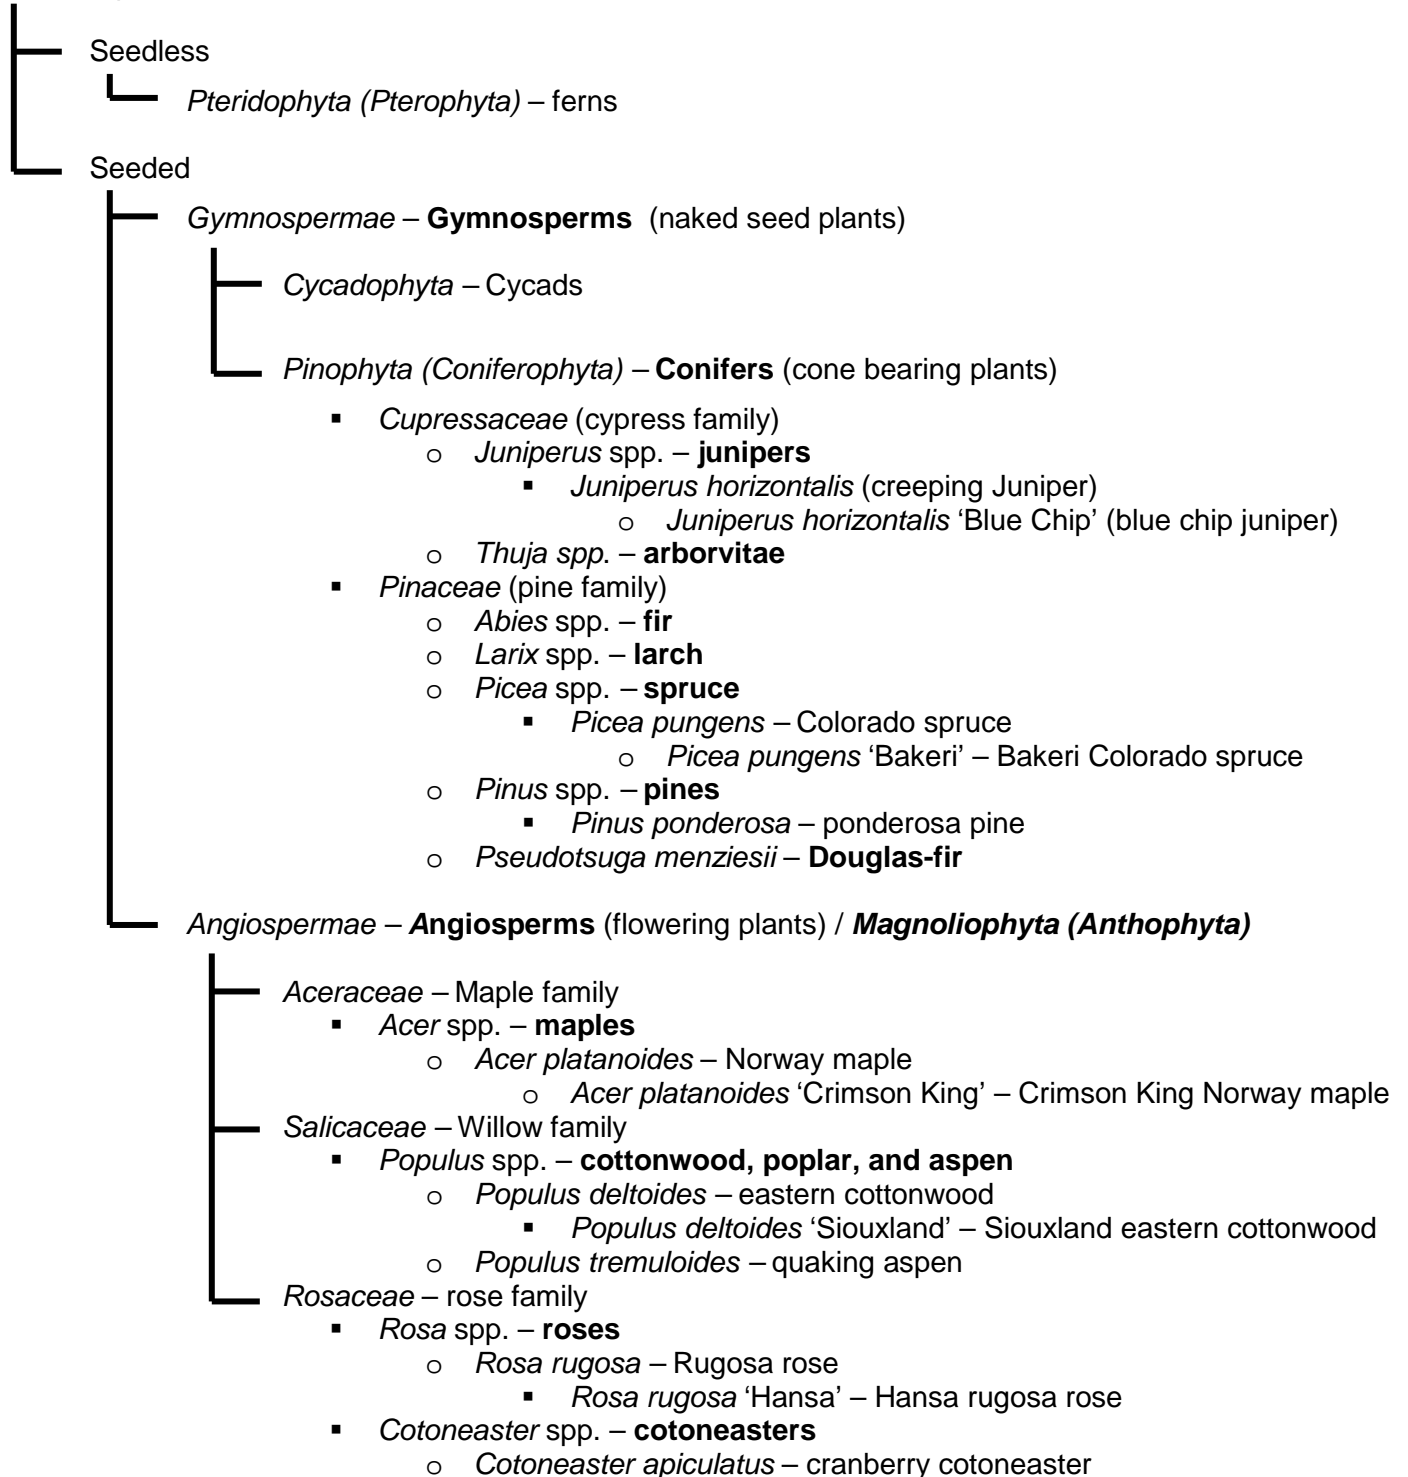 Seedless
Pteridophyta (Pterophyta) – ferns
Seeded
Gymnospermae – Gymnosperms (naked seed plants)
Cycadophyta – Cycads
Pinophyta (Coniferophyta) – Conifers (cone bearing plants)
▪ Cupressaceae (cypress family)
o Juniperus spp. – junipers
▪ Juniperus horizontalis (creeping Juniper)
o Juniperus horizontalis ‘Blue Chip’ (blue chip juniper)
o Thuja spp. – arborvitae
▪ Pinaceae (pine family)
o Abies spp. – fir
o Larix spp. – larch
o Picea spp. – spruce
▪ Picea pungens – Colorado spruce
o Picea pungens ‘Bakeri’ – Bakeri Colorado spruce
o Pinus spp. – pines
▪ Pinus ponderosa – ponderosa pine
o Pseudotsuga menziesii – Douglas-fir
Angiospermae – Angiosperms (flowering plants) / Magnoliophyta (Anthophyta)
Aceraceae – Maple family
▪ Acer spp. – maples
o Acer platanoides – Norway maple
o Acer platanoides ‘Crimson King’ – Crimson King Norway maple
Salicaceae – Willow family
▪ Populus spp. – cottonwood, poplar, and aspen
o Populus deltoides – eastern cottonwood
▪ Populus deltoides ‘Siouxland’ – Siouxland eastern cottonwood
o Populus tremuloides – quaking aspen
Rosaceae – rose family
▪ Rosa spp. – roses
o Rosa rugosa – Rugosa rose
▪ Rosa rugosa ‘Hansa’ – Hansa rugosa rose
▪ Cotoneaster spp. – cotoneasters
o Cotoneaster apiculatus – cranberry cotoneaster